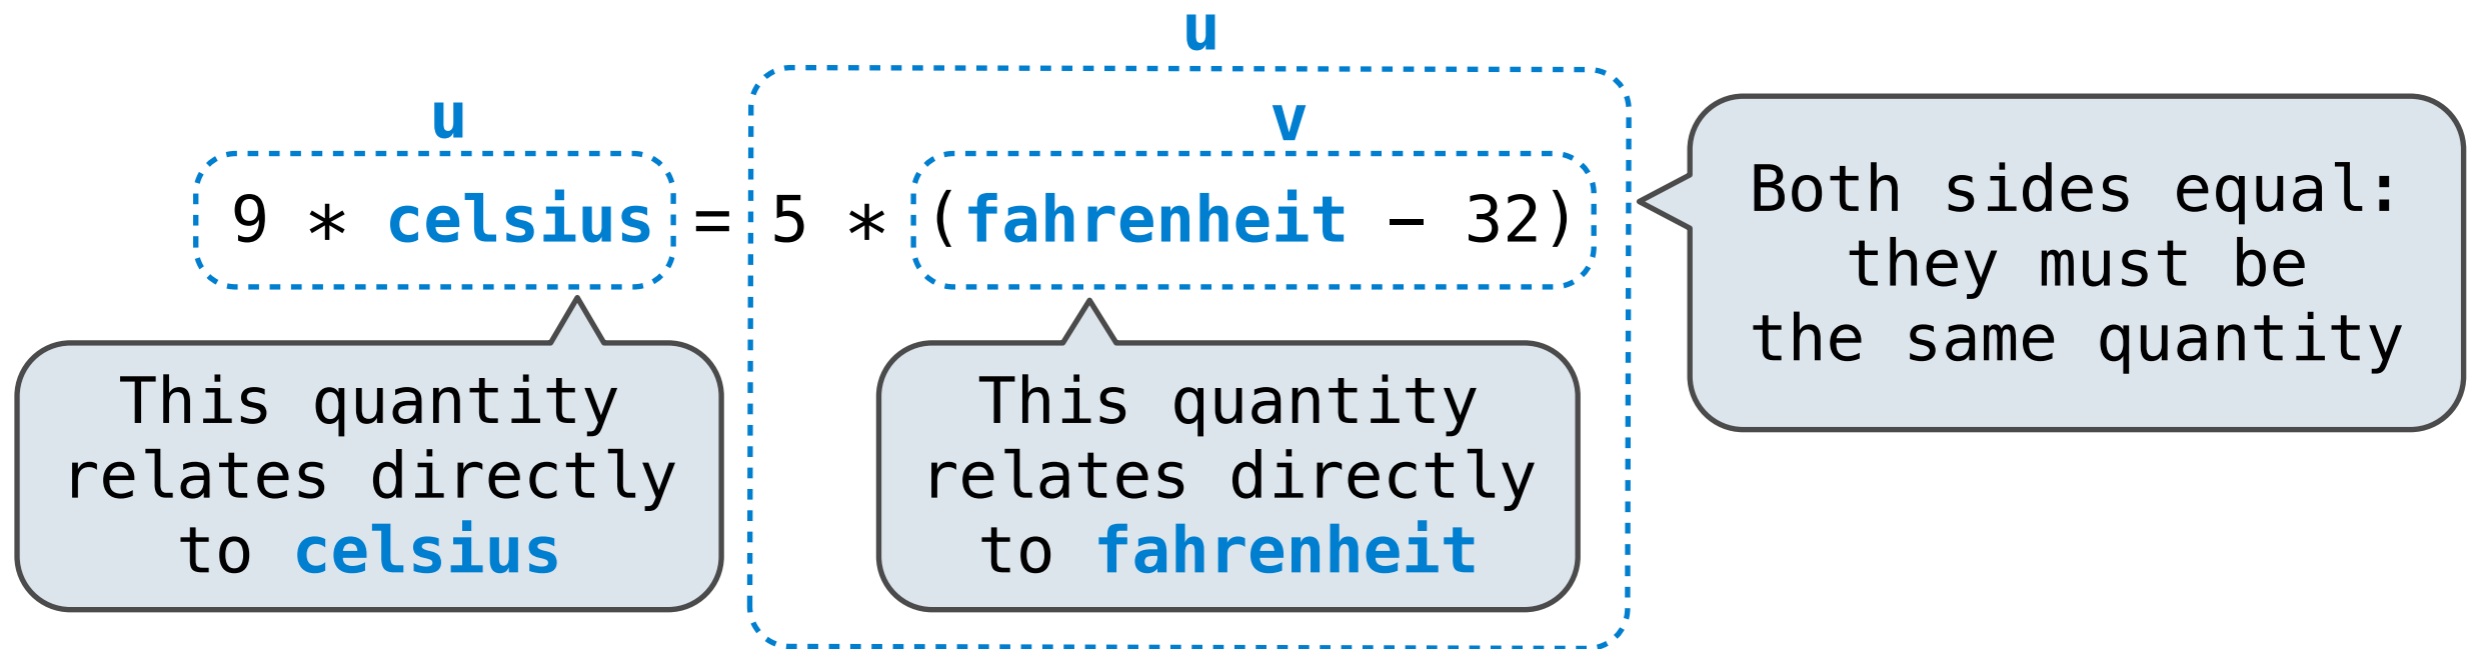 u
u
v
9 * celsius = 5 * (fahrenheit − 32)
Both sides equal:
they must be
the same quantity
This quantity
relates directly
to celsius
This quantity
relates directly
to fahrenheit